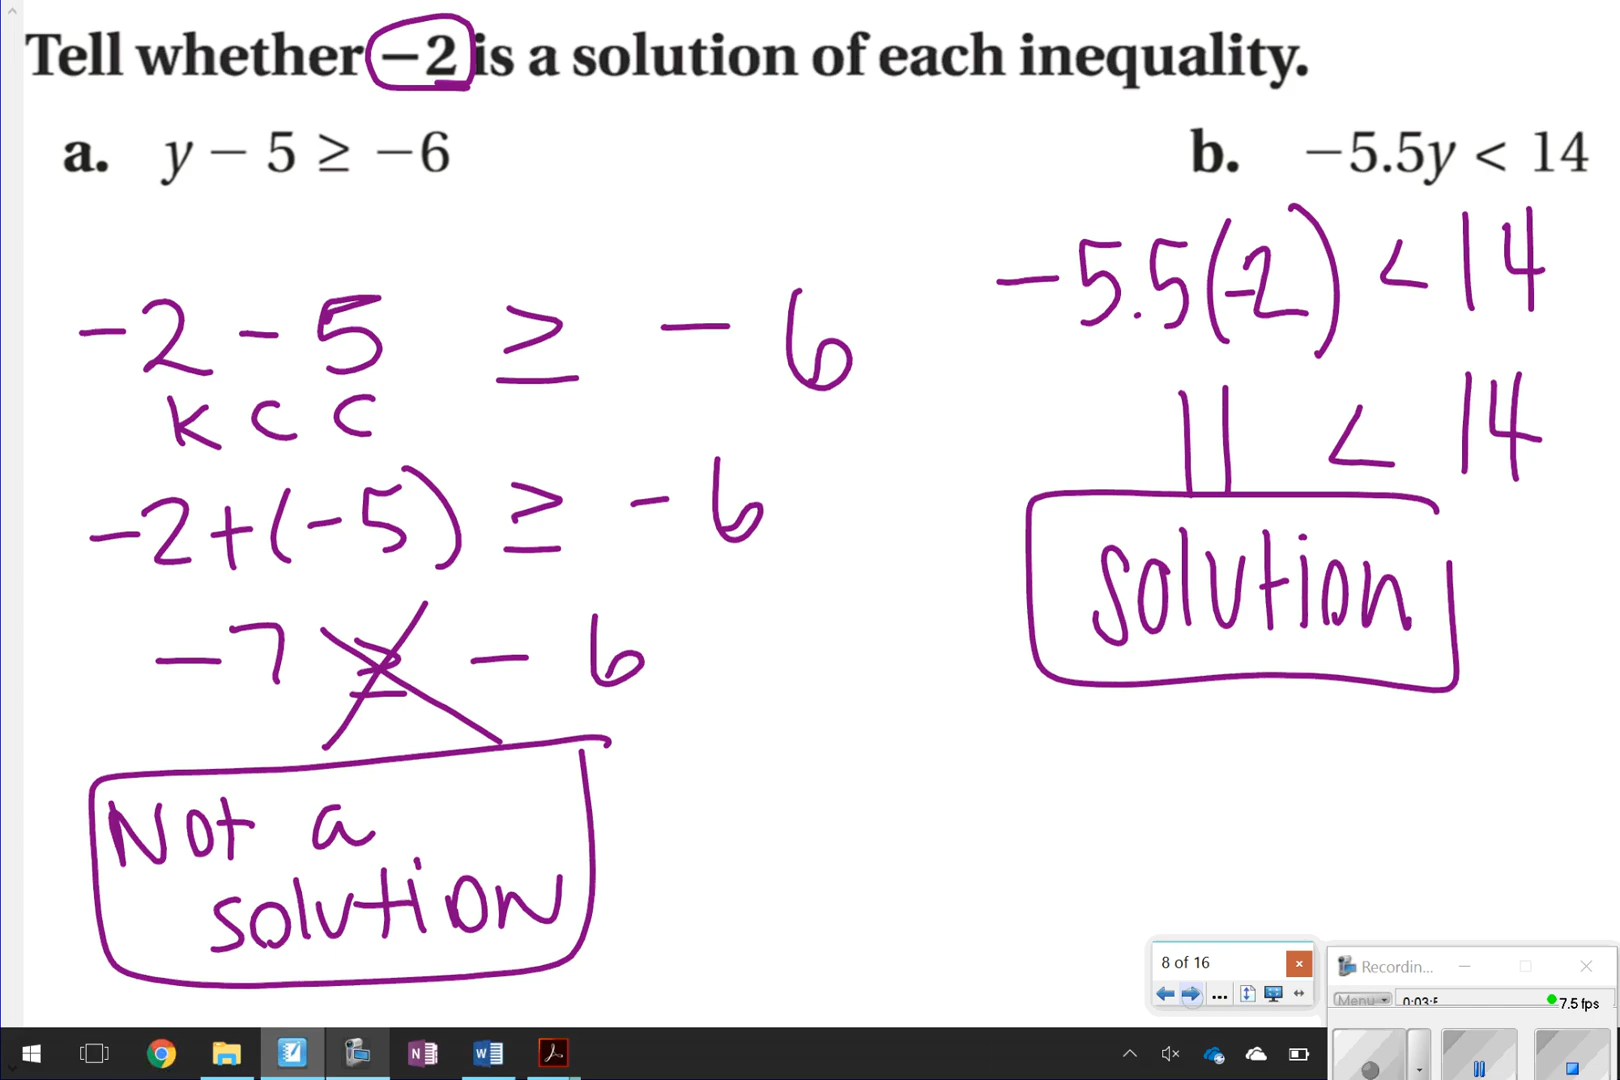 Tell whether −2 is a solution of each inequality.
a. y − 5 ≥ −6
b. −5.5y < 14
−2 − 5 ≥ −6
K C C
−2+(−5) ≥ −6
−7 ≥ −6
Not a
solution
−5.5(−2) < 14
11 < 14
solution
8 of 16
Recordin...
Menu
7.5 fps